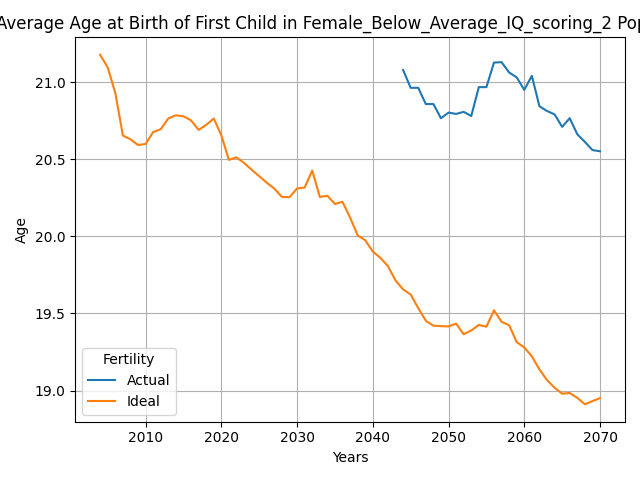 Average Age at Birth of First Child in Female_Below_Average_IQ_scoring_2
21.0
20.5
20.0
19.5
19.0
Age
Fertility
Actual
Ideal
2010 2020 2030 2040 2050 2060 2070
Years